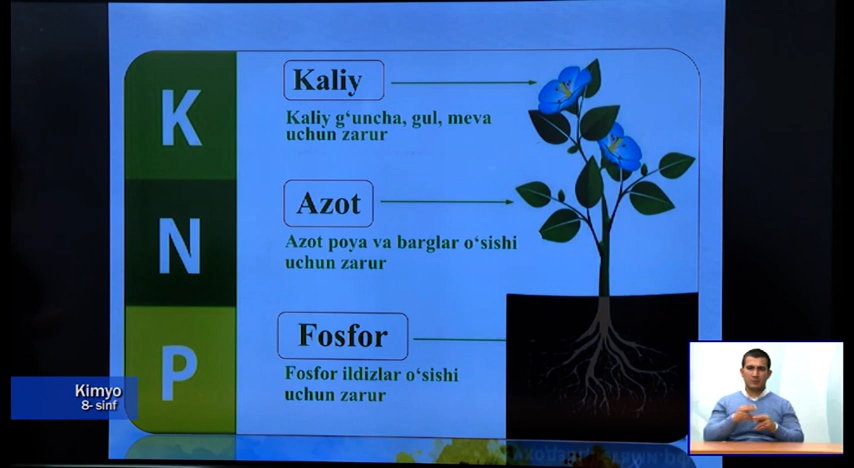 K
Kaliy
Kaliy g‘uncha, gul, meva
uchun zarur
N
Azot
Azot poya va barglar o‘sishi
uchun zarur
P
Fosfor
Fosfor ildizlar o‘sishi
uchun zarur
Kimyo
8- sinf